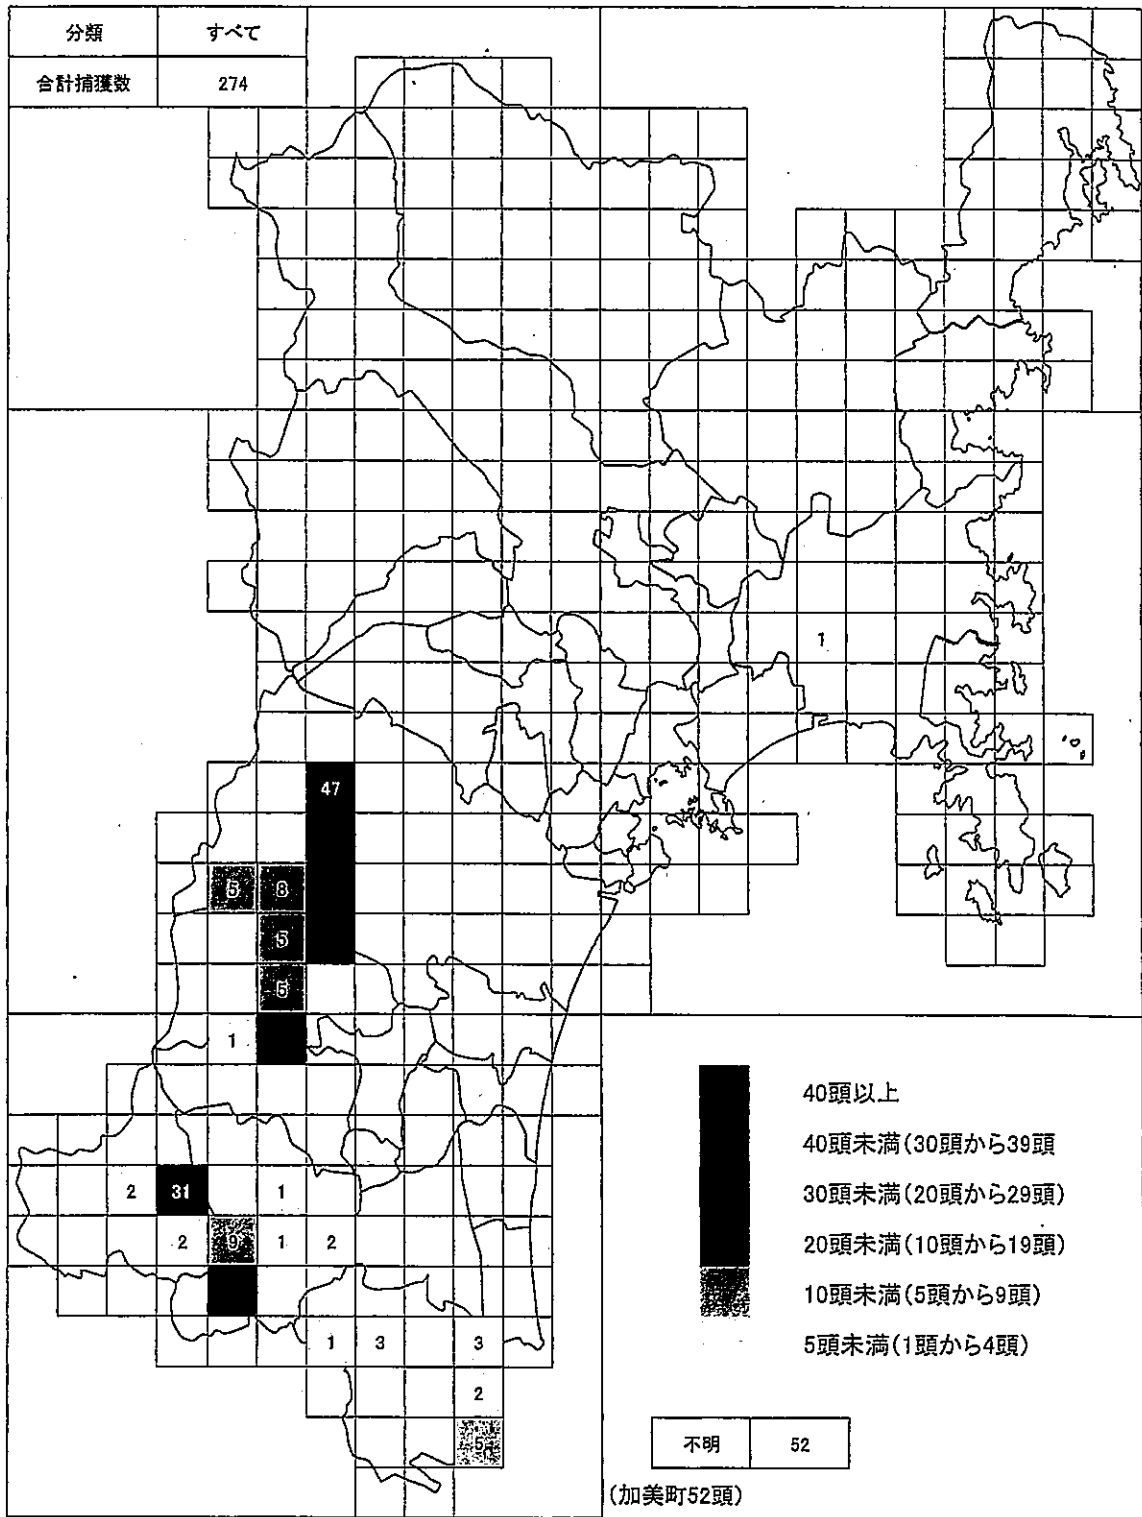 分類 すべて
合計捕獲数 274
1
47
5 8
5
5
1
2 31 1
2 9 1 2
1 3 3
2
5
40頭以上
40頭未満(30頭から39頭
30頭未満(20頭から29頭)
20頭未満(10頭から19頭)
10頭未満(5頭から9頭)
5頭未満(1頭から4頭)
不明 52
(加美町52頭)